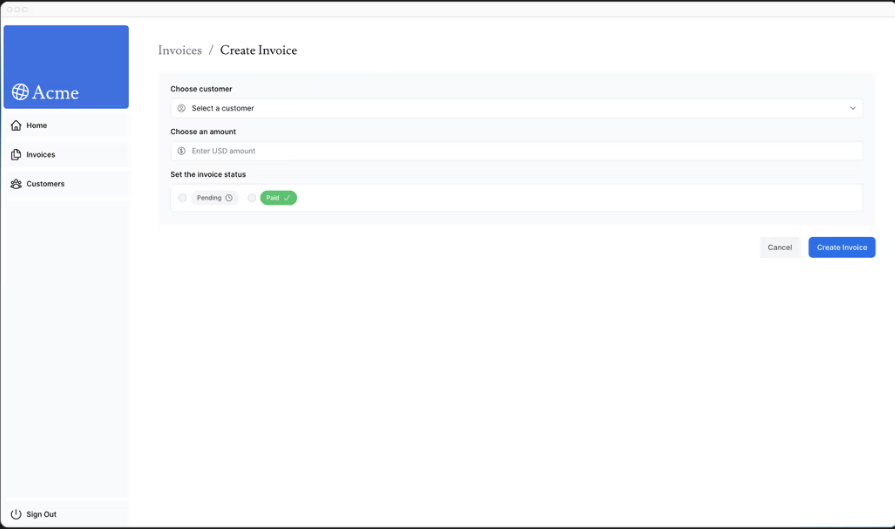 Acme
Home
Invoices
Customers
Sign Out
Invoices / Create Invoice
Choose customer
Select a customer
Choose an amount
Enter USD amount
Set the invoice status
Pending Paid
Cancel Create Invoice